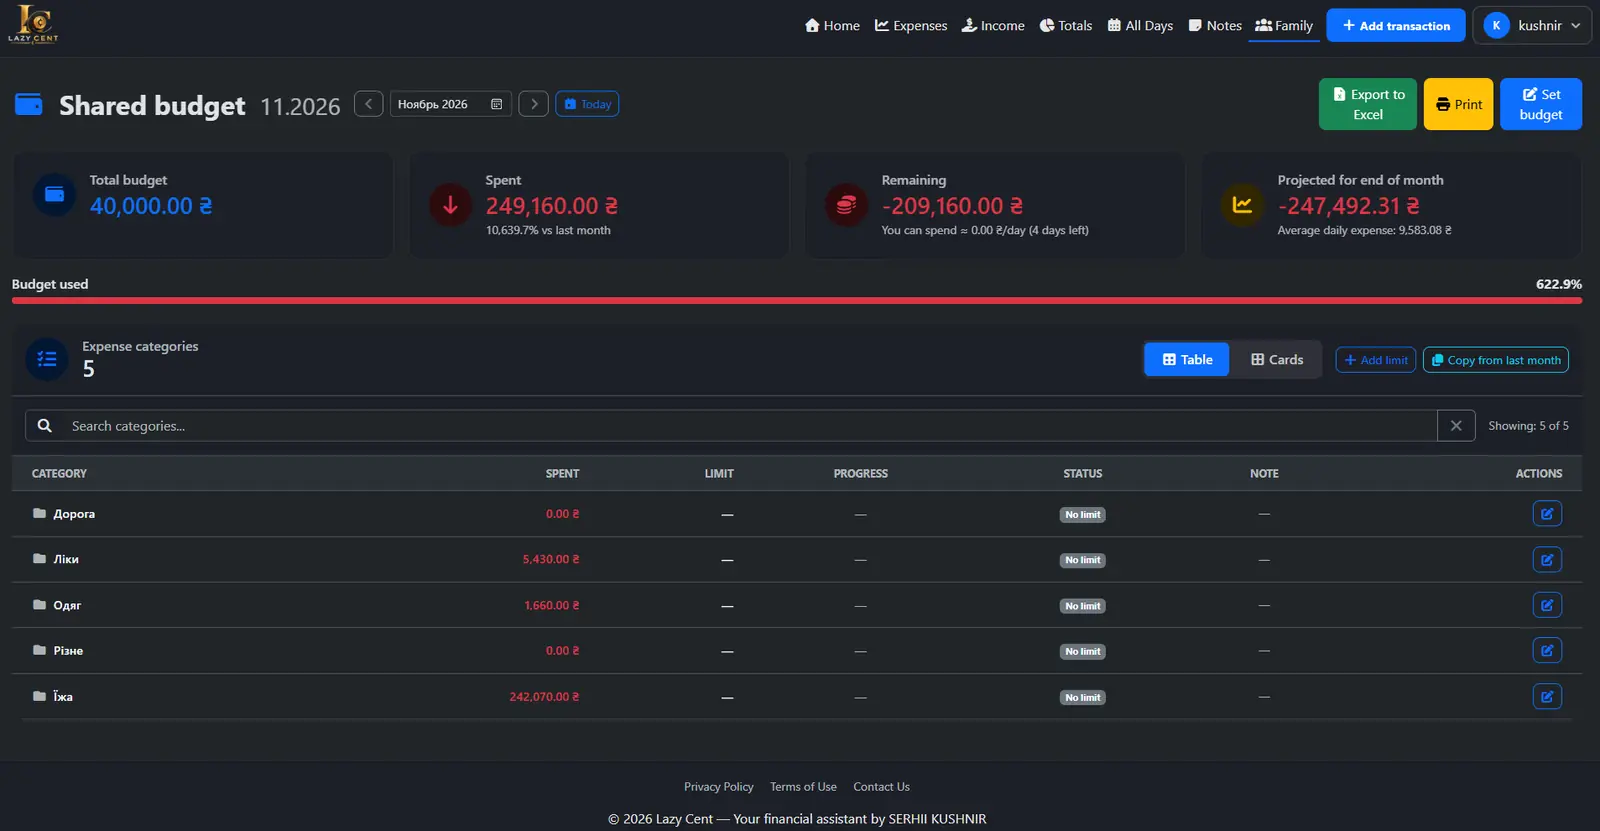 LAZY CENT
Home Expenses Income Totals All Days Notes Family + Add transaction K kushnir
Shared budget 11.2026 Ноябрь 2026 Today
Export to Excel
Print
Set budget
Total budget
40,000.00 ₴
Spent
249,160.00 ₴
10,639.7% vs last month
Remaining
-209,160.00 ₴
You can spend ≈ 0.00 ₴/day (4 days left)
Projected for end of month
-247,492.31 ₴
Average daily expense: 9,583.08 ₴
Budget used 622.9%
Expense categories
5
Table Cards + Add limit Copy from last month
Search categories... Showing: 5 of 5
CATEGORY SPENT LIMIT PROGRESS STATUS NOTE ACTIONS
Дорога 0.00 ₴ — — No limit —
Ліки 5,430.00 ₴ — — No limit —
Одяг 1,660.00 ₴ — — No limit —
Різне 0.00 ₴ — — No limit —
Їжа 242,070.00 ₴ — — No limit —
Privacy Policy Terms of Use Contact Us
© 2026 Lazy Cent — Your financial assistant by SERHII KUSHNIR